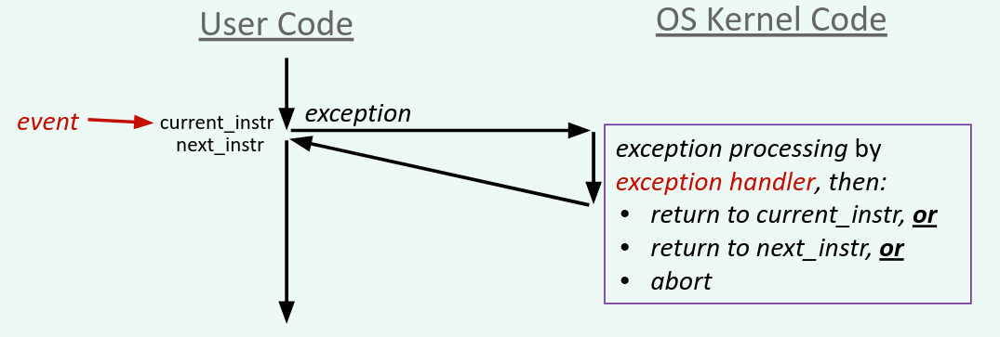 User Code
OS Kernel Code
event
current_instr
next_instr
exception
exception processing by
exception handler, then:
• return to current_instr, or
• return to next_instr, or
• abort